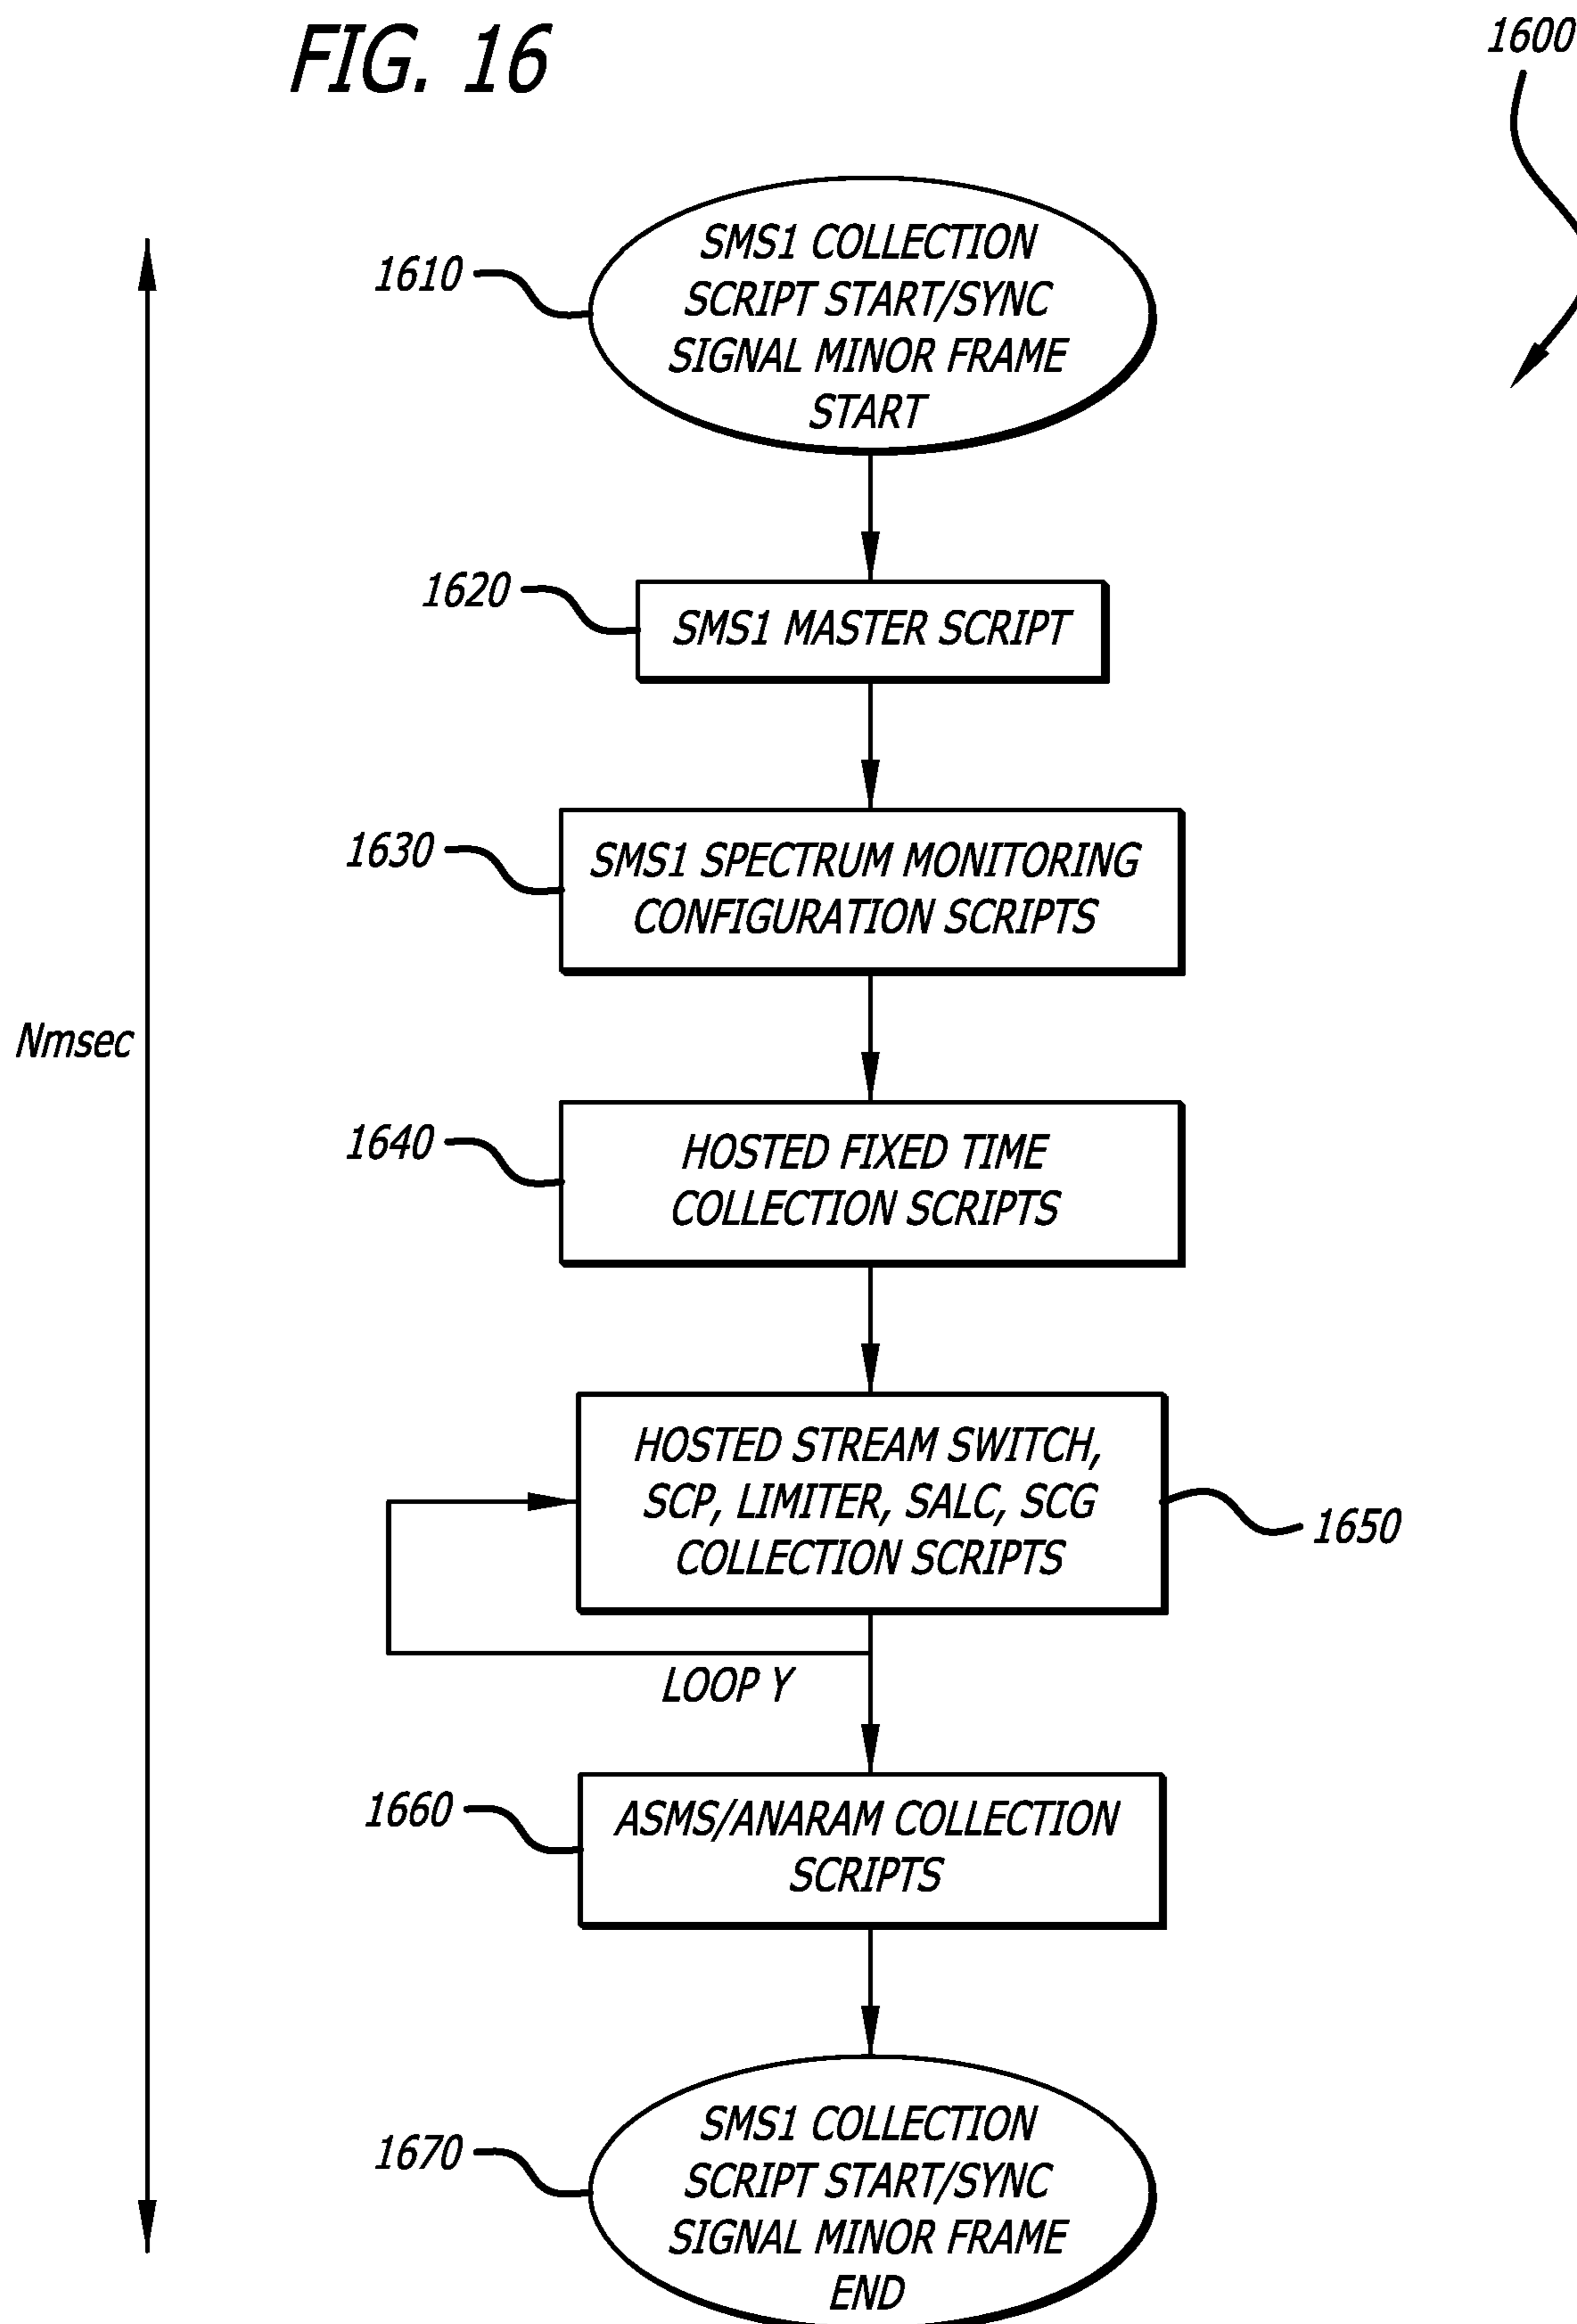 FIG. 16
1600
1610
SMS1 COLLECTION
SCRIPT START/SYNC
SIGNAL MINOR FRAME
START
1620
SMS1 MASTER SCRIPT
1630
SMS1 SPECTRUM MONITORING
CONFIGURATION SCRIPTS
Nmsec
1640
HOSTED FIXED TIME
COLLECTION SCRIPTS
HOSTED STREAM SWITCH,
SCP, LIMITER, SALC, SCG
COLLECTION SCRIPTS
1650
LOOP Y
1660
ASMS/ANARAM COLLECTION
SCRIPTS
1670
SMS1 COLLECTION
SCRIPT START/SYNC
SIGNAL MINOR FRAME
END